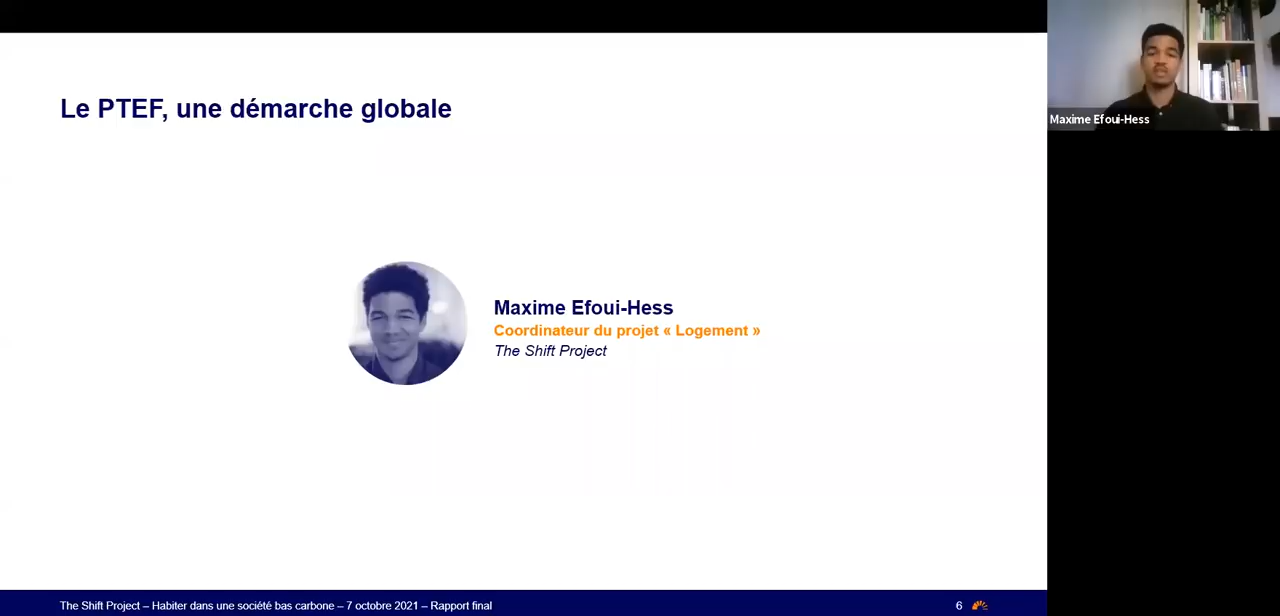 Le PTEF, une démarche globale
Maxime Efoui-Hess
Maxime Efoui-Hess
Coordinateur du projet « Logement »
The Shift Project
The Shift Project – Habiter dans une société bas carbone – 7 octobre 2021 – Rapport final
6